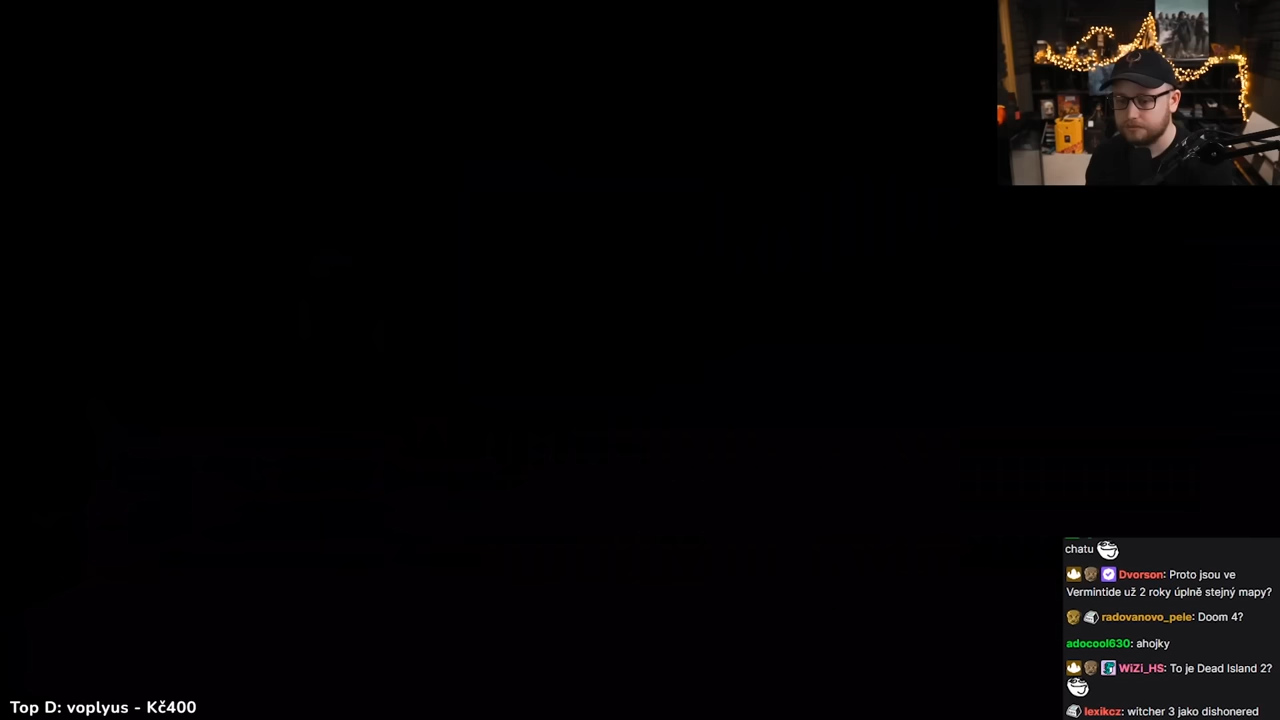 chatu
Dvorson: Proto jsou ve
Vermintide už 2 roky úplně stejný mapy?
radovanovo_pele: Doom 4?
adocool630: ahojky
WiZi_HS: To je Dead Island 2?
lexikcz: witcher 3 jako dishonered
Top D: voplyus - Kč400